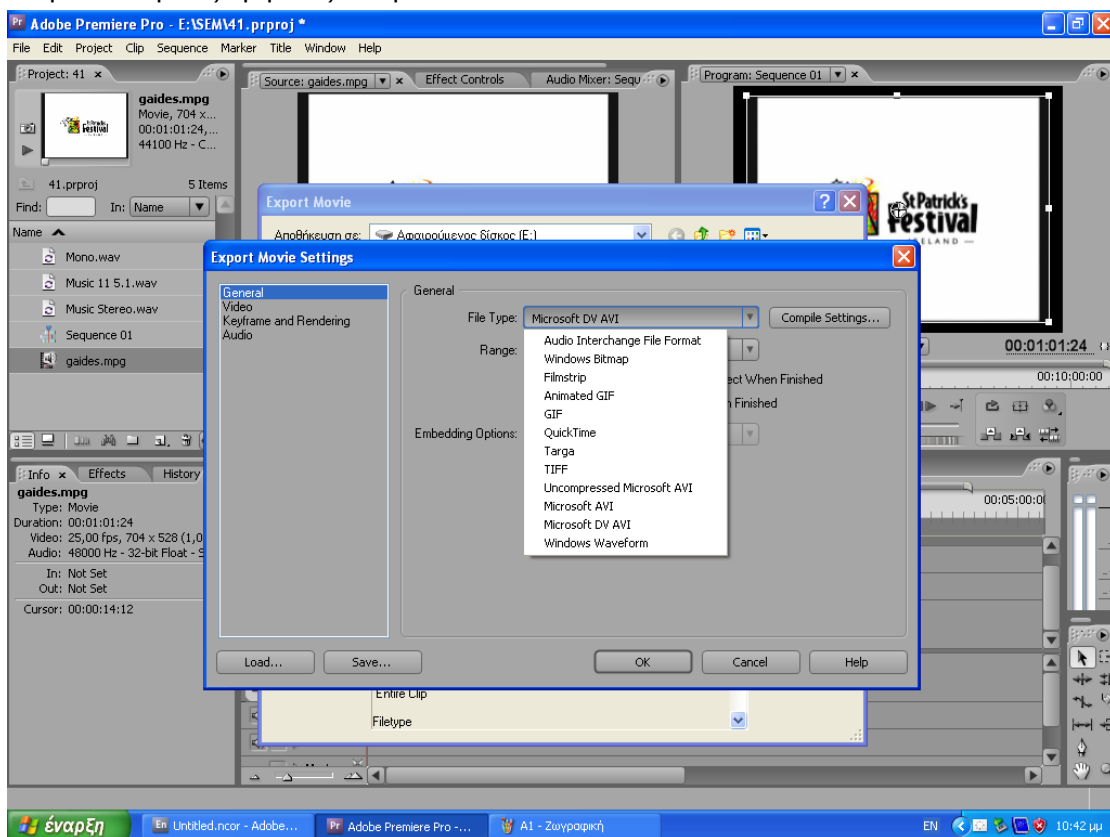 Adobe Premiere Pro - E:\SEM\41.prproj *
File Edit Project Clip Sequence Marker Title Window Help
Project: 41
gaides.mpg
Movie, 704 x...
00:01:01:24,...
44100 Hz - C...
41.prproj 5 Items
Find: In: Name
Name
Mono.wav
Music 11 5.1.wav
Music Stereo.wav
Sequence 01
gaides.mpg
Source: gaides.mpg Effect Controls Audio Mixer: Sequ
Program: Sequence 01
St Patrick's
Festival
00:01:01:24
00:10:00:00
Export Movie
Αποθήκευση σε: Αφαιρούμενος δίσκος (E:)
Export Movie Settings
General
Video
Keyframe and Rendering
Audio
General
File Type: Microsoft DV AVI Compile Settings...
Range:
Embedding Options:
Audio Interchange File Format
Windows Bitmap
Filmstrip
Animated GIF
GIF
QuickTime
Targa
TIFF
Uncompressed Microsoft AVI
Microsoft AVI
Microsoft DV AVI
Windows Waveform
ect When Finished
n Finished
Load... Save... OK Cancel Help
Entire Clip
Filetype
Info Effects History
gaides.mpg
Type: Movie
Duration: 00:01:01:24
Video: 25,00 fps, 704 x 528 (1,0
Audio: 48000 Hz - 32-bit Float - S
In: Not Set
Out: Not Set
Cursor: 00:00:14:12
00:05:00:0
έναρξη En Untitled.ncor - Adobe... Pr Adobe Premiere Pro -... A1 - Ζωγραφική EN 10:42 μμ